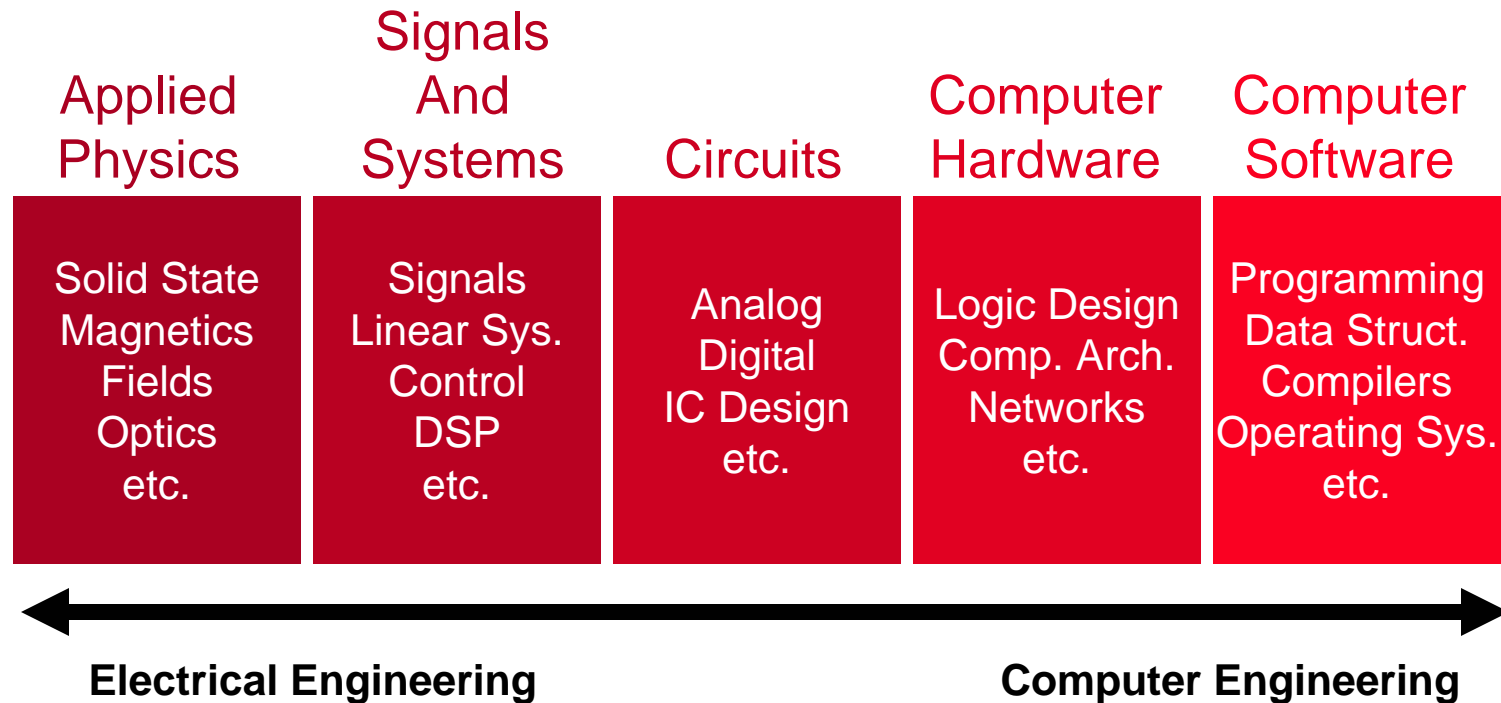 Applied
Physics
Signals
And
Systems
Circuits
Computer
Hardware
Computer
Software
Solid State
Magnetics
Fields
Optics
etc.
Signals
Linear Sys.
Control
DSP
etc.
Analog
Digital
IC Design
etc.
Logic Design
Comp. Arch.
Networks
etc.
Programming
Data Struct.
Compilers
Operating Sys.
etc.
Electrical Engineering
Computer Engineering